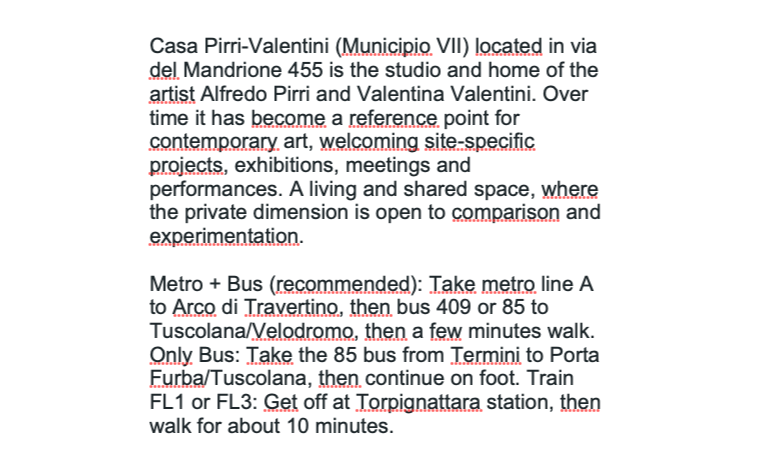 Casa Pirri-Valentini (Municipio VII) located in via
del Mandrione 455 is the studio and home of the
artist Alfredo Pirri and Valentina Valentini. Over
time it has become a reference point for
contemporary art, welcoming site-specific
projects, exhibitions, meetings and
performances. A living and shared space, where
the private dimension is open to comparison and
experimentation.

Metro + Bus (recommended): Take metro line A
to Arco di Travertino, then bus 409 or 85 to
Tuscolana/Velodromo, then a few minutes walk.
Only Bus: Take the 85 bus from Termini to Porta
Furba/Tuscolana, then continue on foot. Train
FL1 or FL3: Get off at Torpignattara station, then
walk for about 10 minutes.